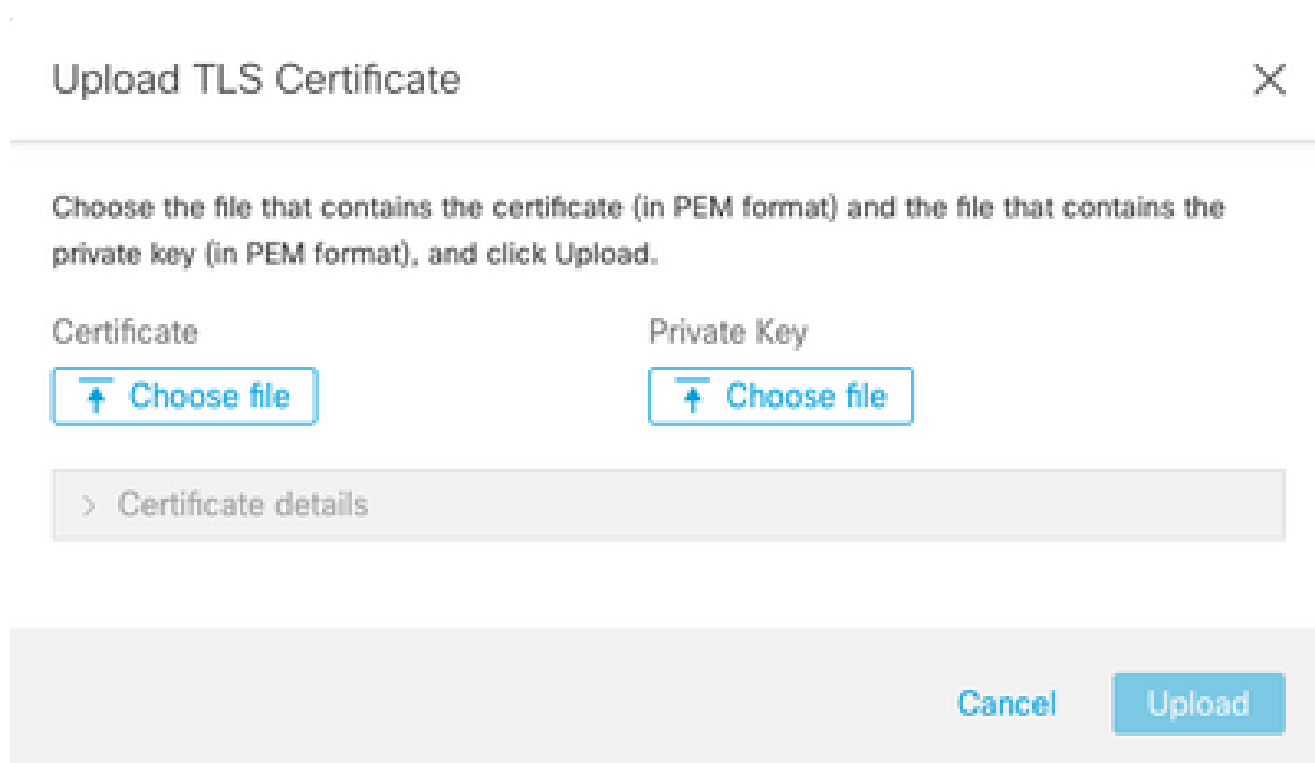 Upload TLS Certificate
Choose the file that contains the certificate (in PEM format) and the file that contains the
private key (in PEM format), and click Upload.
Certificate
Private Key
Choose file
Choose file
> Certificate details
Cancel
Upload